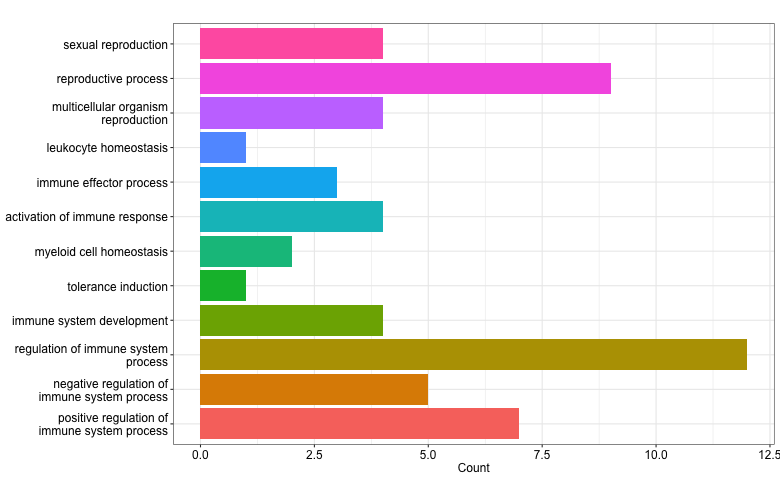 sexual reproduction
reproductive process
multicellular organism
reproduction
leukocyte homeostasis
immune effector process
activation of immune response
myeloid cell homeostasis
tolerance induction
immune system development
regulation of immune system
process
negative regulation of
immune system process
positive regulation of
immune system process
0.0 2.5 5.0 7.5 10.0 12.5
Count